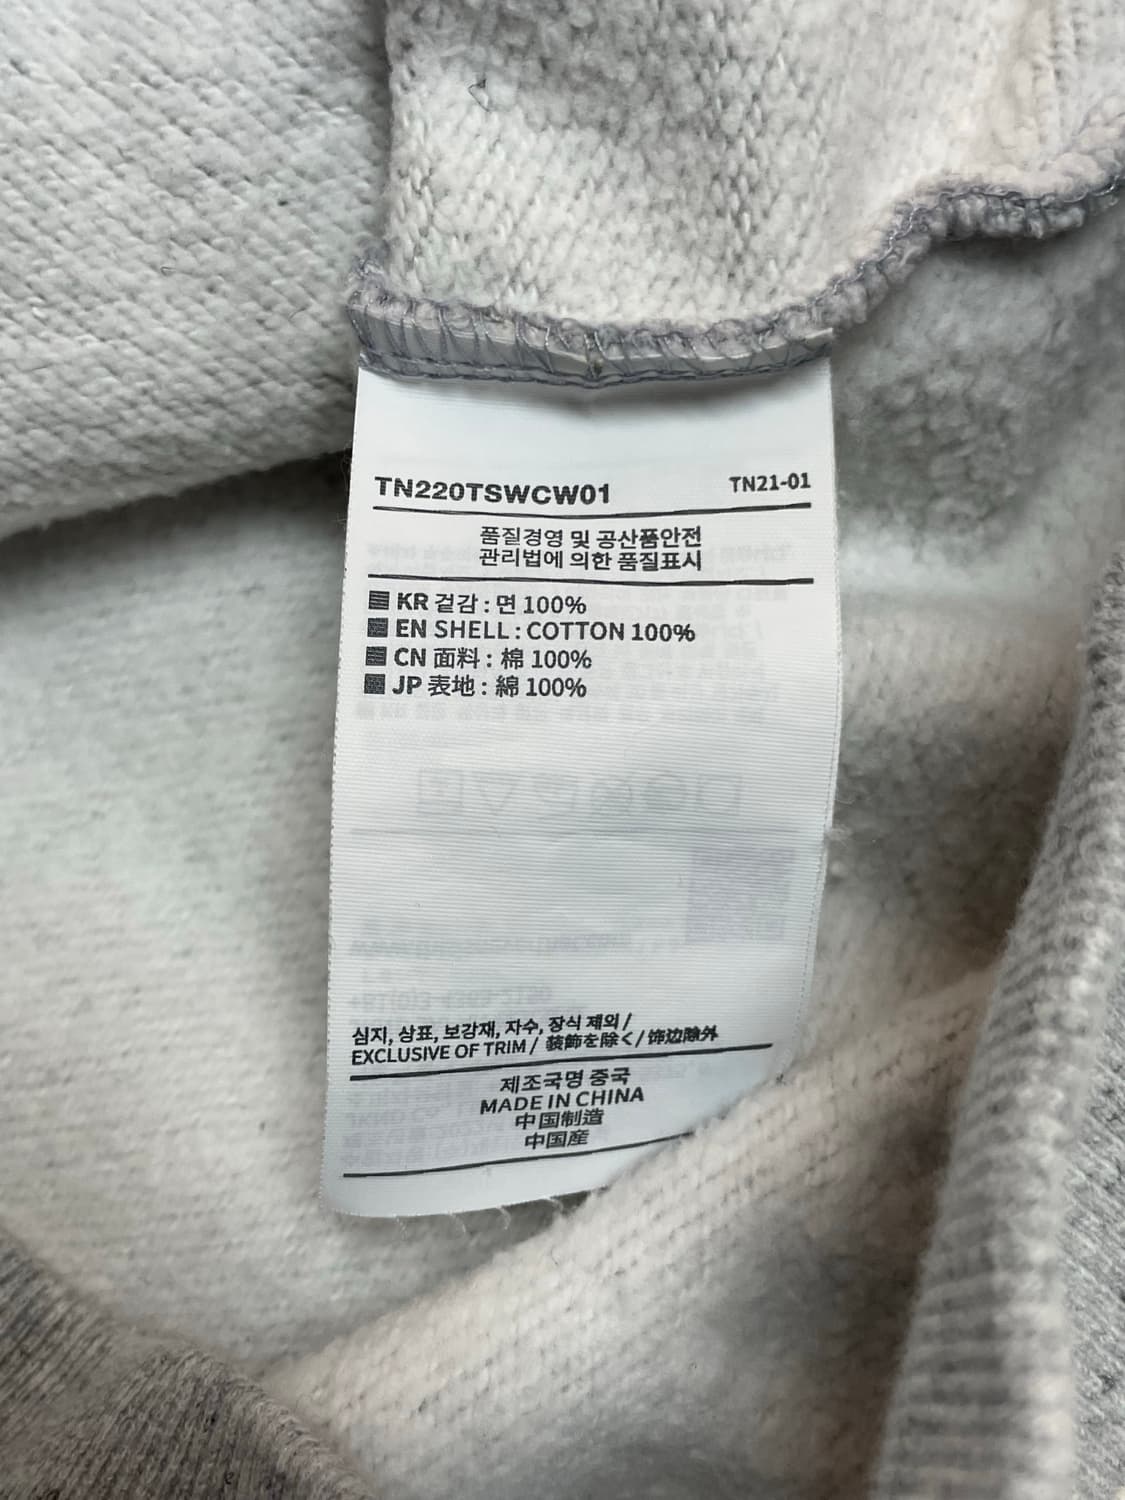 TN220TSWCW01
TN21-01
품질경영 및 공산품안전
관리법에 의한 품질표시
KR 겉감 : 면 100%
EN SHELL : COTTON 100%
CN 面料 : 棉 100%
JP 表地 : 綿 100%
심지, 상표, 보강재, 자수, 장식 제외 /
EXCLUSIVE OF TRIM / 装飾を除く / 饰边除外
제조국명 중국
MADE IN CHINA
中国制造
中国産